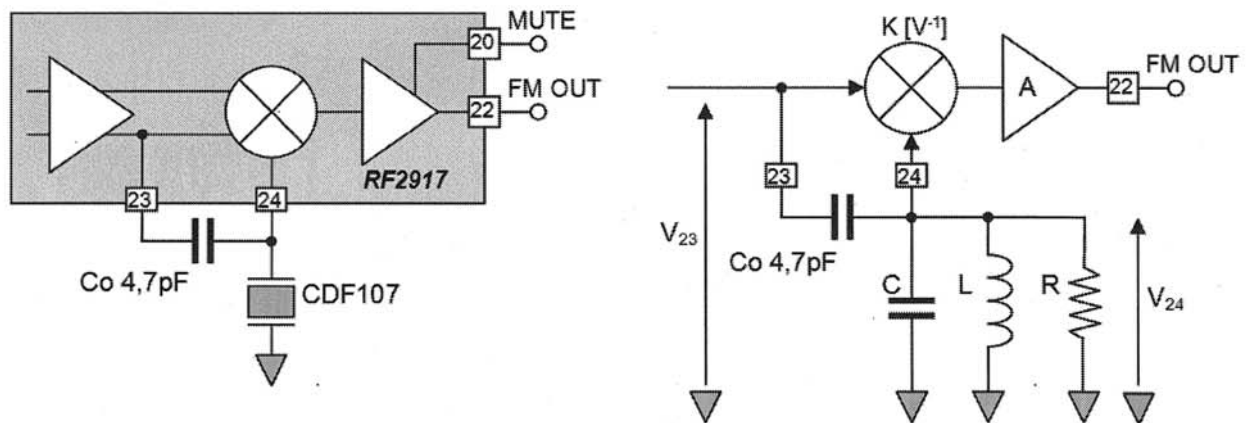 MUTE
20
FM OUT
22
RF2917
23
24
Co 4,7pF
CDF107
K [V⁻¹]
A
FM OUT
22
23
24
V₂₃
Co 4,7pF
C
L
R
V₂₄